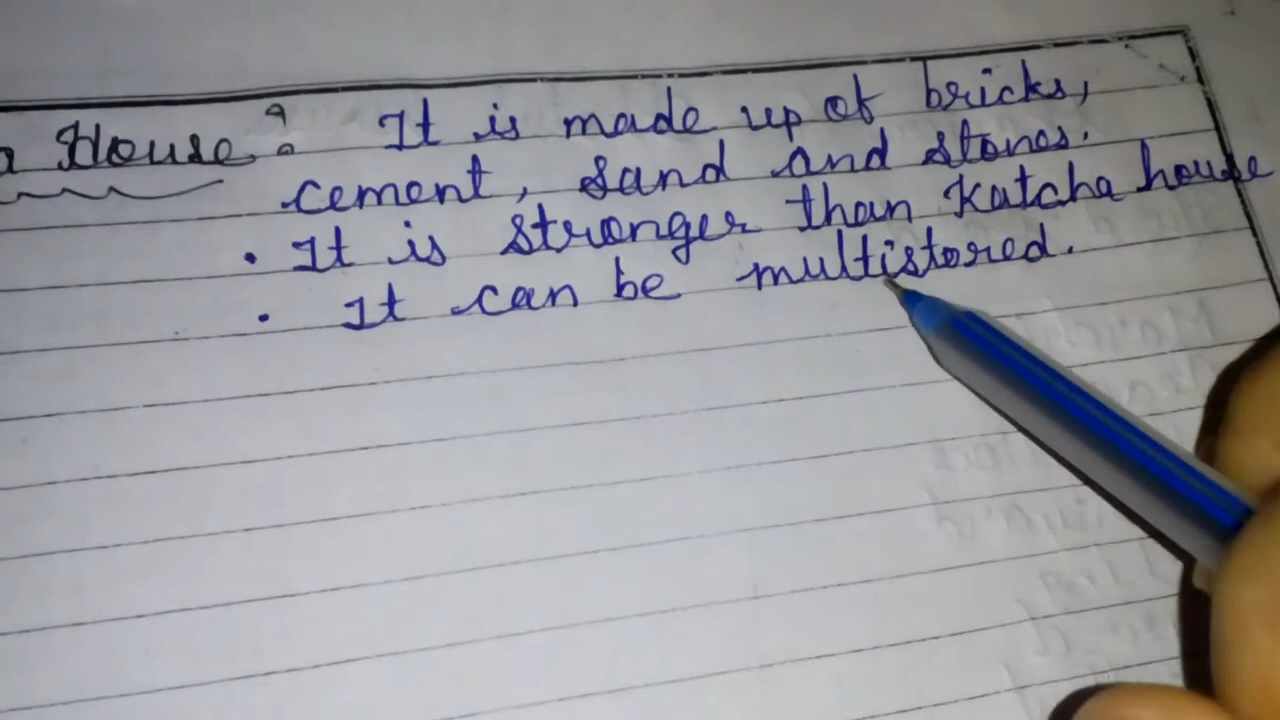 House: It is made up of bricks,
cement, sand and stones.
. It is stronger than Katcha house
. It can be multistored.